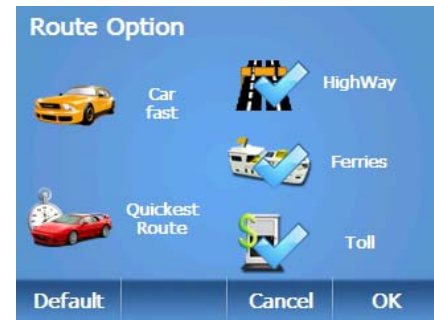 Route Option
Car
fast
HighWay
Ferries
Quickest
Route
Toll
Default
Cancel
OK